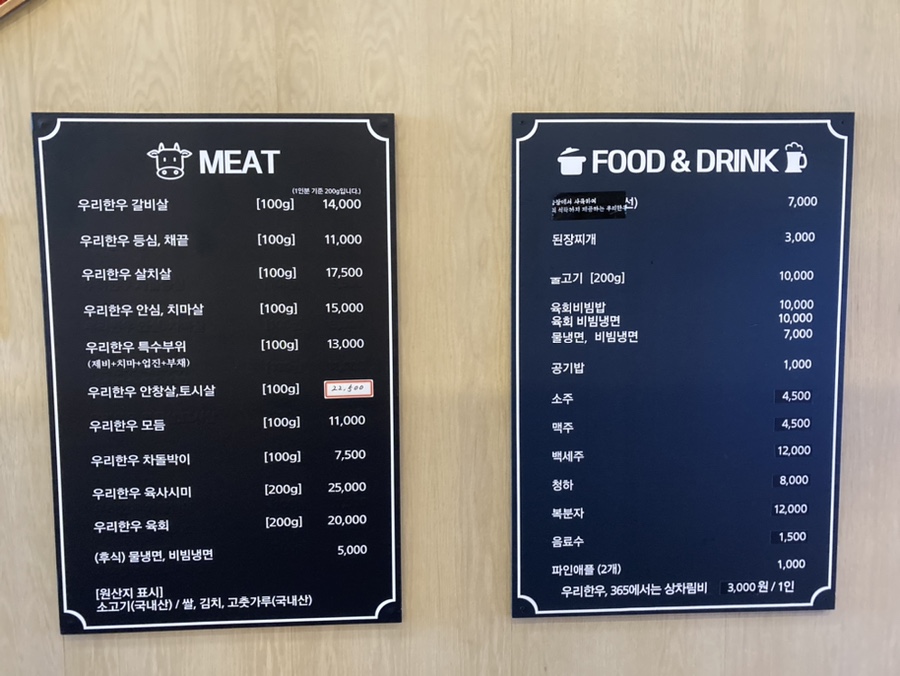 MEAT
(1인분 기준 200g입니다.)
우리한우 갈비살 [100g] 14,000
우리한우 등심, 채끝 [100g] 11,000
우리한우 살치살 [100g] 17,500
우리한우 안심, 치마살 [100g] 15,000
우리한우 특수부위 [100g] 13,000
(제비+치마+업진+부채)
우리한우 안창살,토시살 [100g] 22,500
우리한우 모듬 [100g] 11,000
우리한우 차돌박이 [100g] 7,500
우리한우 육사시미 [200g] 25,000
우리한우 육회 [200g] 20,000
(후식) 물냉면, 비빔냉면 5,000
[원산지 표시]
소고기(국내산) / 쌀, 김치, 고춧가루(국내산)
FOOD & DRINK
선) 7,000
된장찌개 3,000
불고기 [200g] 10,000
육회비빔밥 10,000
육회 비빔냉면 10,000
물냉면, 비빔냉면 7,000
공기밥 1,000
소주 4,500
맥주 4,500
백세주 12,000
청하 8,000
복분자 12,000
음료수 1,500
파인애플 (2개) 1,000
우리한우, 365에서는 상차림비 3,000원 / 1인